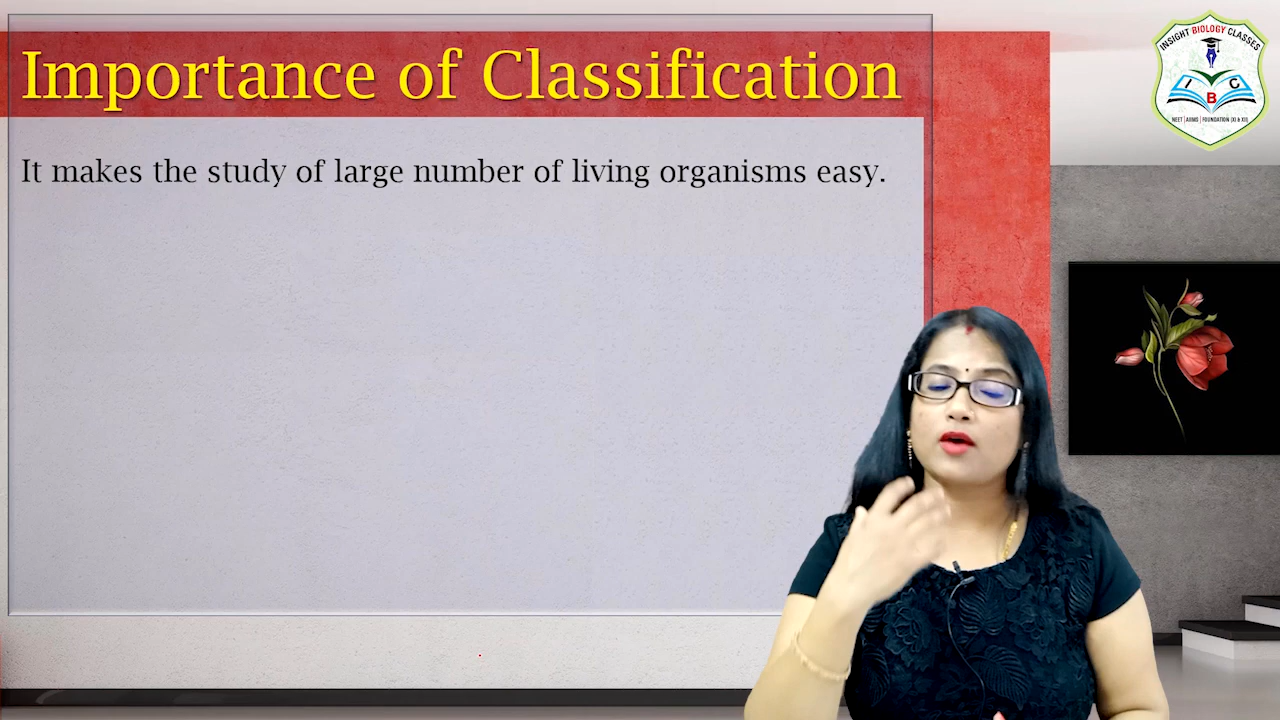 Importance of Classification
It makes the study of large number of living organisms easy.
INSIGHT BIOLOGY CLASSES
I C
B
NEET | AIIMS | FOUNDATION (XI & XII)